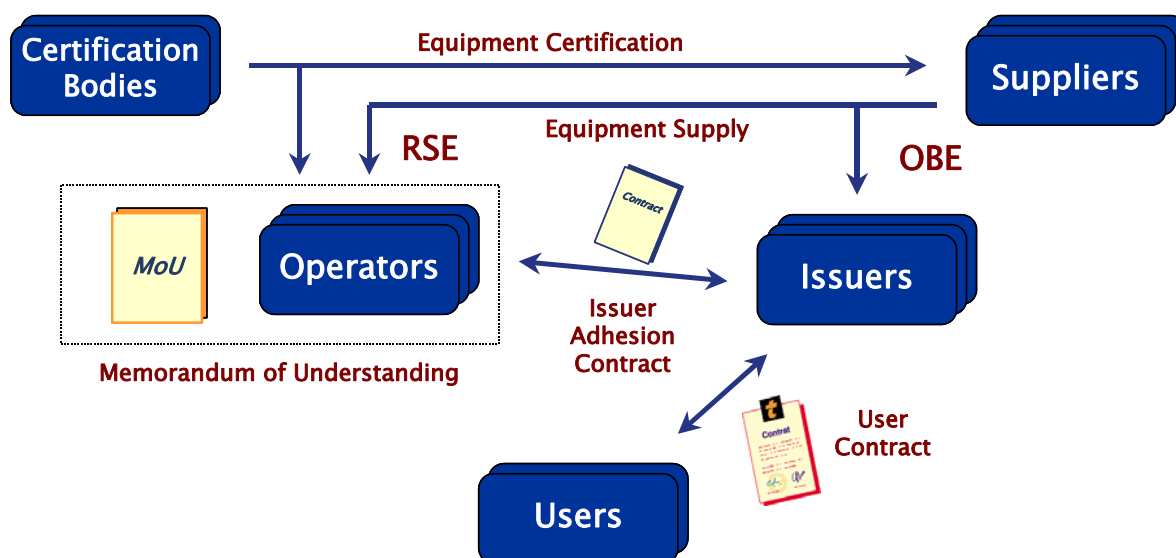 Certification
Bodies
Equipment Certification
Suppliers
Equipment Supply
RSE
OBE
Contract
MoU
Operators
Issuers
Issuer
Adhesion
Contract
Memorandum of Understanding
t
Contrat
User
Contract
Users